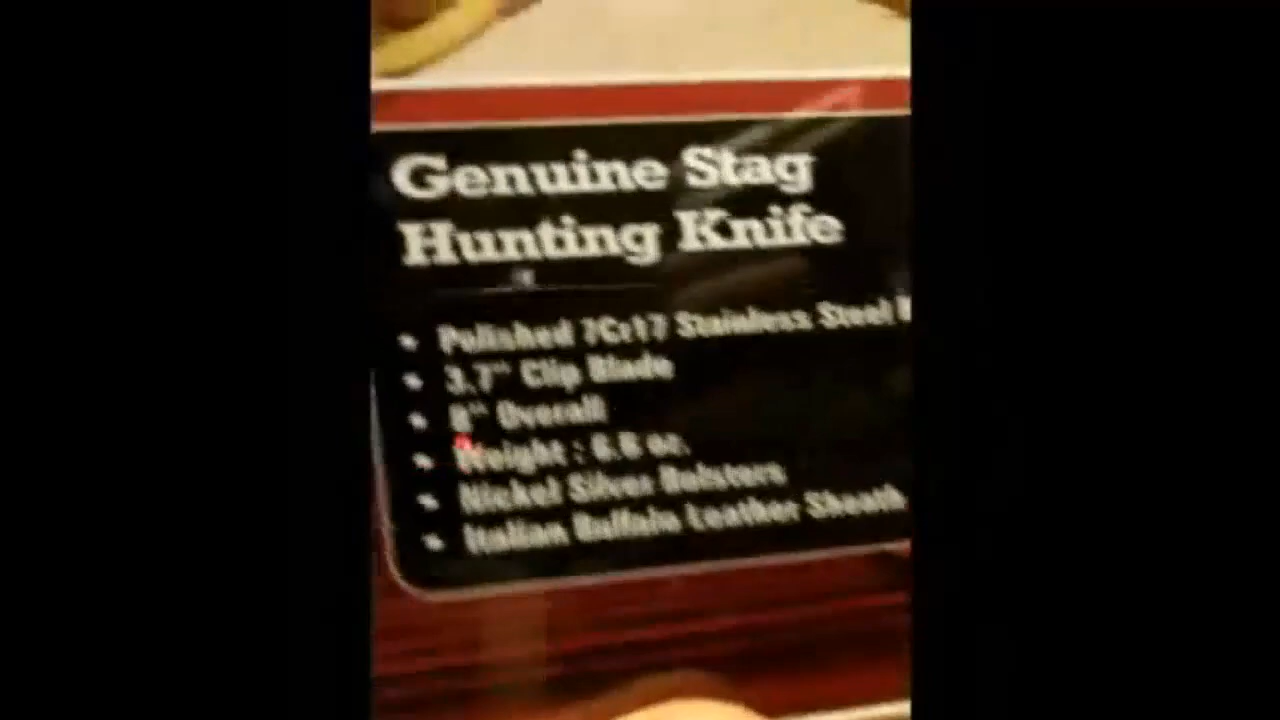 Genuine Stag
Hunting Knife
Polished 7Cr17 Stainless Steel
3.7" Clip Blade
8" Overall
Weight : 6.6 oz.
Nickel Silver Bolsters
Italian Buffalo Leather Sheath